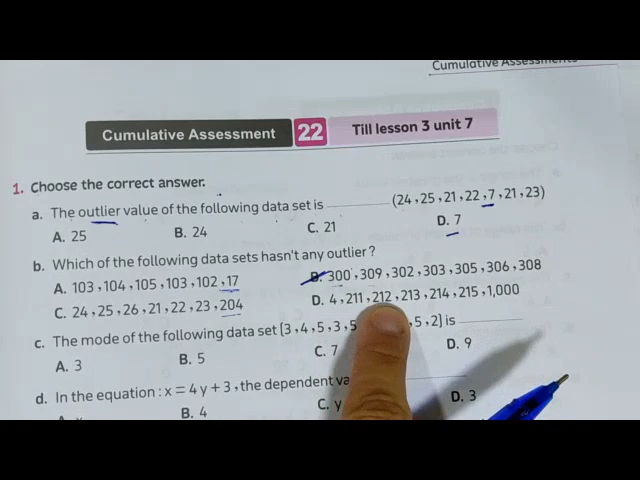 Cumulative Assessments
Cumulative Assessment 22 Till lesson 3 unit 7
1. Choose the correct answer.
a. The outlier value of the following data set is ________ (24,25,21,22,7,21,23)
A. 25 B. 24 C. 21 D. 7
b. Which of the following data sets hasn't any outlier?
A. 103,104,105,103,102,17 B. 300,309,302,303,305,306,308
C. 24,25,26,21,22,23,204 D. 4,211,212,213,214,215,1,000
c. The mode of the following data set [3,4,5,3,5 ,5,2] is ________
A. 3 B. 5 C. 7 D. 9
d. In the equation : x = 4 y + 3, the dependent
B. 4 C. y D. 3